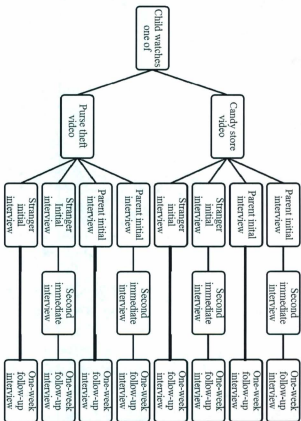 Child watches
one of
Candy store
video
Purse theft
video
Parent initial
interview
Parent initial
interview
Stranger
initial
interview
Stranger
initial
interview
Parent initial
interview
Parent initial
interview
Stranger
Initial
interview
Stranger
initial
interview
Second
immediate
interview
Second
immediate
interview
Second
immediate
interview
Second
immediate
interview
One-week
follow-up
interview
One-week
follow-up
interview
One-week
follow-up
interview
One-week
follow-up
interview
One-week
follow-up
interview
One-week
follow-up
interview
One-week
follow-up
interview
One-week
follow-up
interview